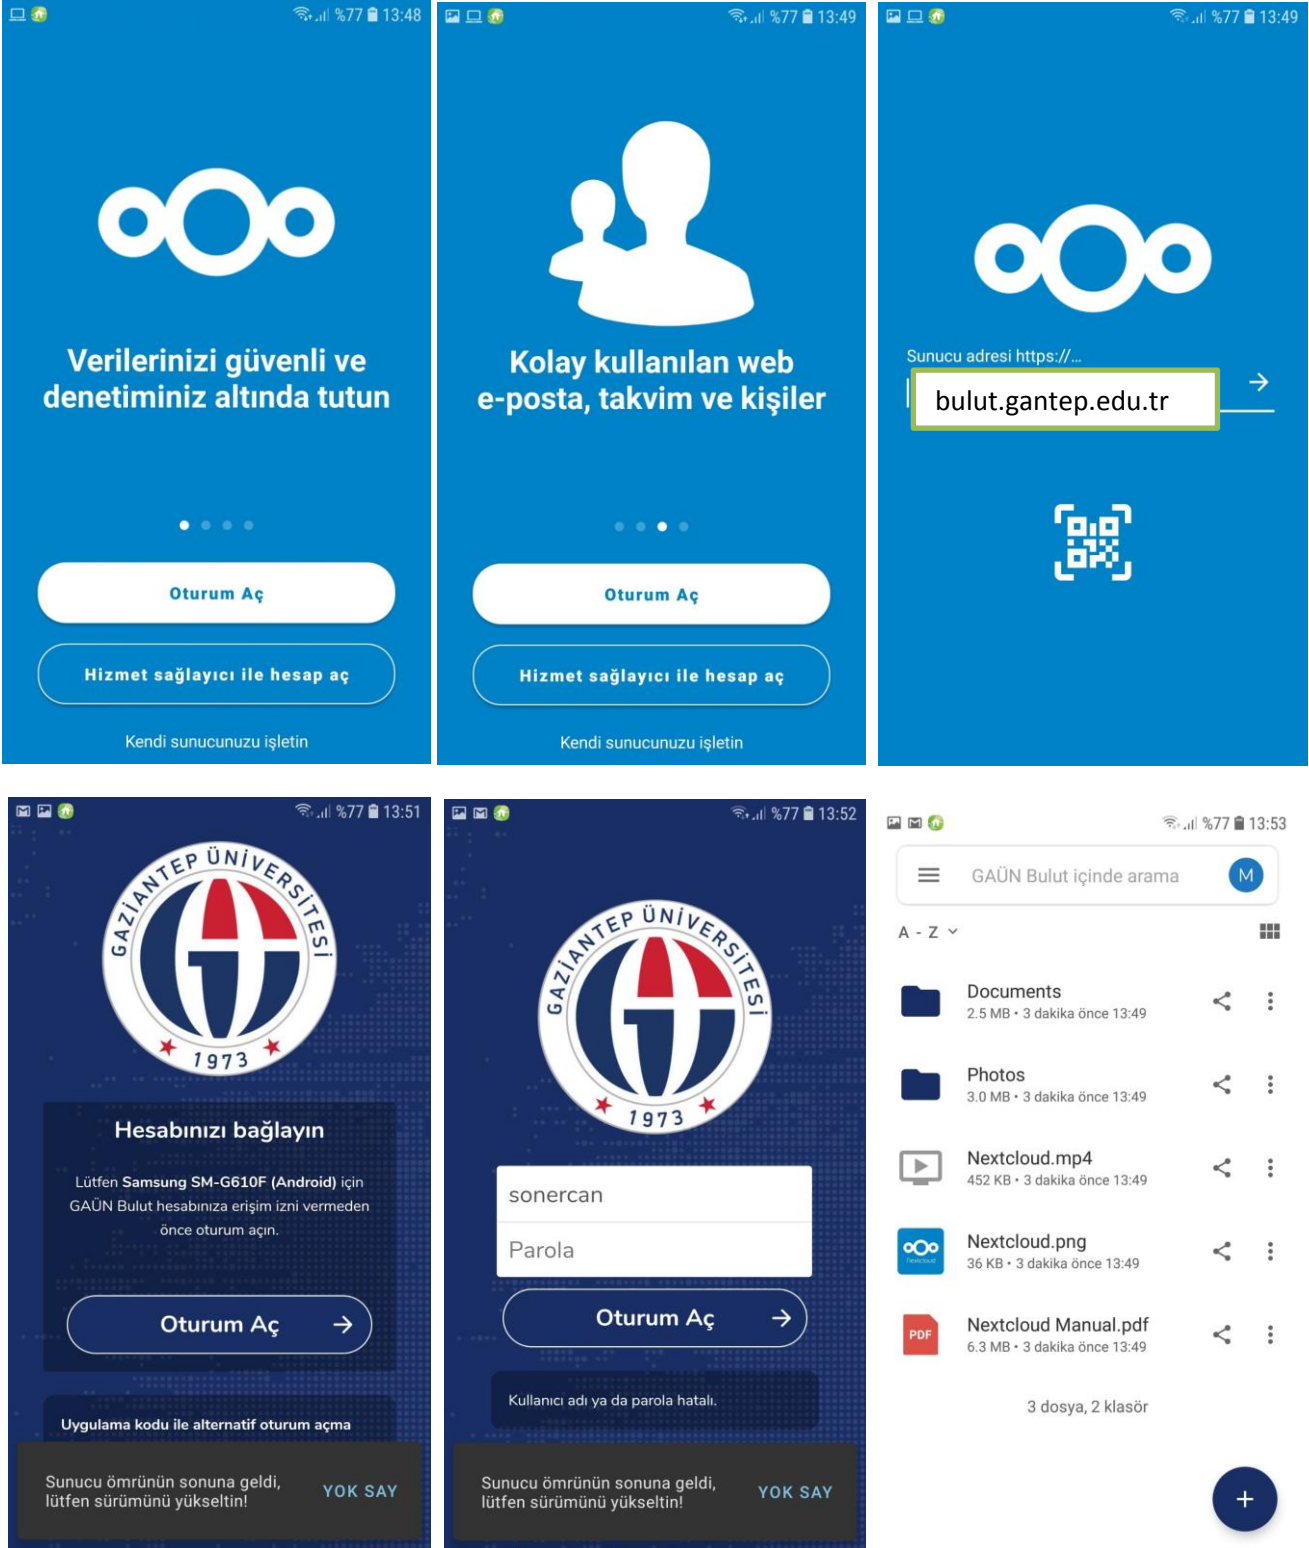 %77 13:48
Verilerinizi güvenli ve
denetiminiz altında tutun
Oturum Aç
Hizmet sağlayıcı ile hesap aç
Kendi sunucunuzu işletin
%77 13:49
Kolay kullanılan web
e-posta, takvim ve kişiler
Oturum Aç
Hizmet sağlayıcı ile hesap aç
Kendi sunucunuzu işletin
%77 13:49
Sunucu adresi https://...
bulut.gantep.edu.tr
%77 13:51
GAZİANTEP ÜNİVERSİTESİ
1973
Hesabınızı bağlayın
Lütfen Samsung SM-G610F (Android) için
GAÜN Bulut hesabınıza erişim izni vermeden
önce oturum açın.
Oturum Aç
Uygulama kodu ile alternatif oturum açma
Sunucu ömrünün sonuna geldi,
lütfen sürümünü yükseltin!
YOK SAY
%77 13:52
GAZİANTEP ÜNİVERSİTESİ
1973
sonercan
Parola
Oturum Aç
Kullanıcı adı ya da parola hatalı.
Sunucu ömrünün sonuna geldi,
lütfen sürümünü yükseltin!
YOK SAY
%77 13:53
GAÜN Bulut içinde arama
M
A - Z
Documents
2.5 MB • 3 dakika önce 13:49
Photos
3.0 MB • 3 dakika önce 13:49
Nextcloud.mp4
452 KB • 3 dakika önce 13:49
Nextcloud.png
36 KB • 3 dakika önce 13:49
Nextcloud
PDF
Nextcloud Manual.pdf
6.3 MB • 3 dakika önce 13:49
3 dosya, 2 klasör